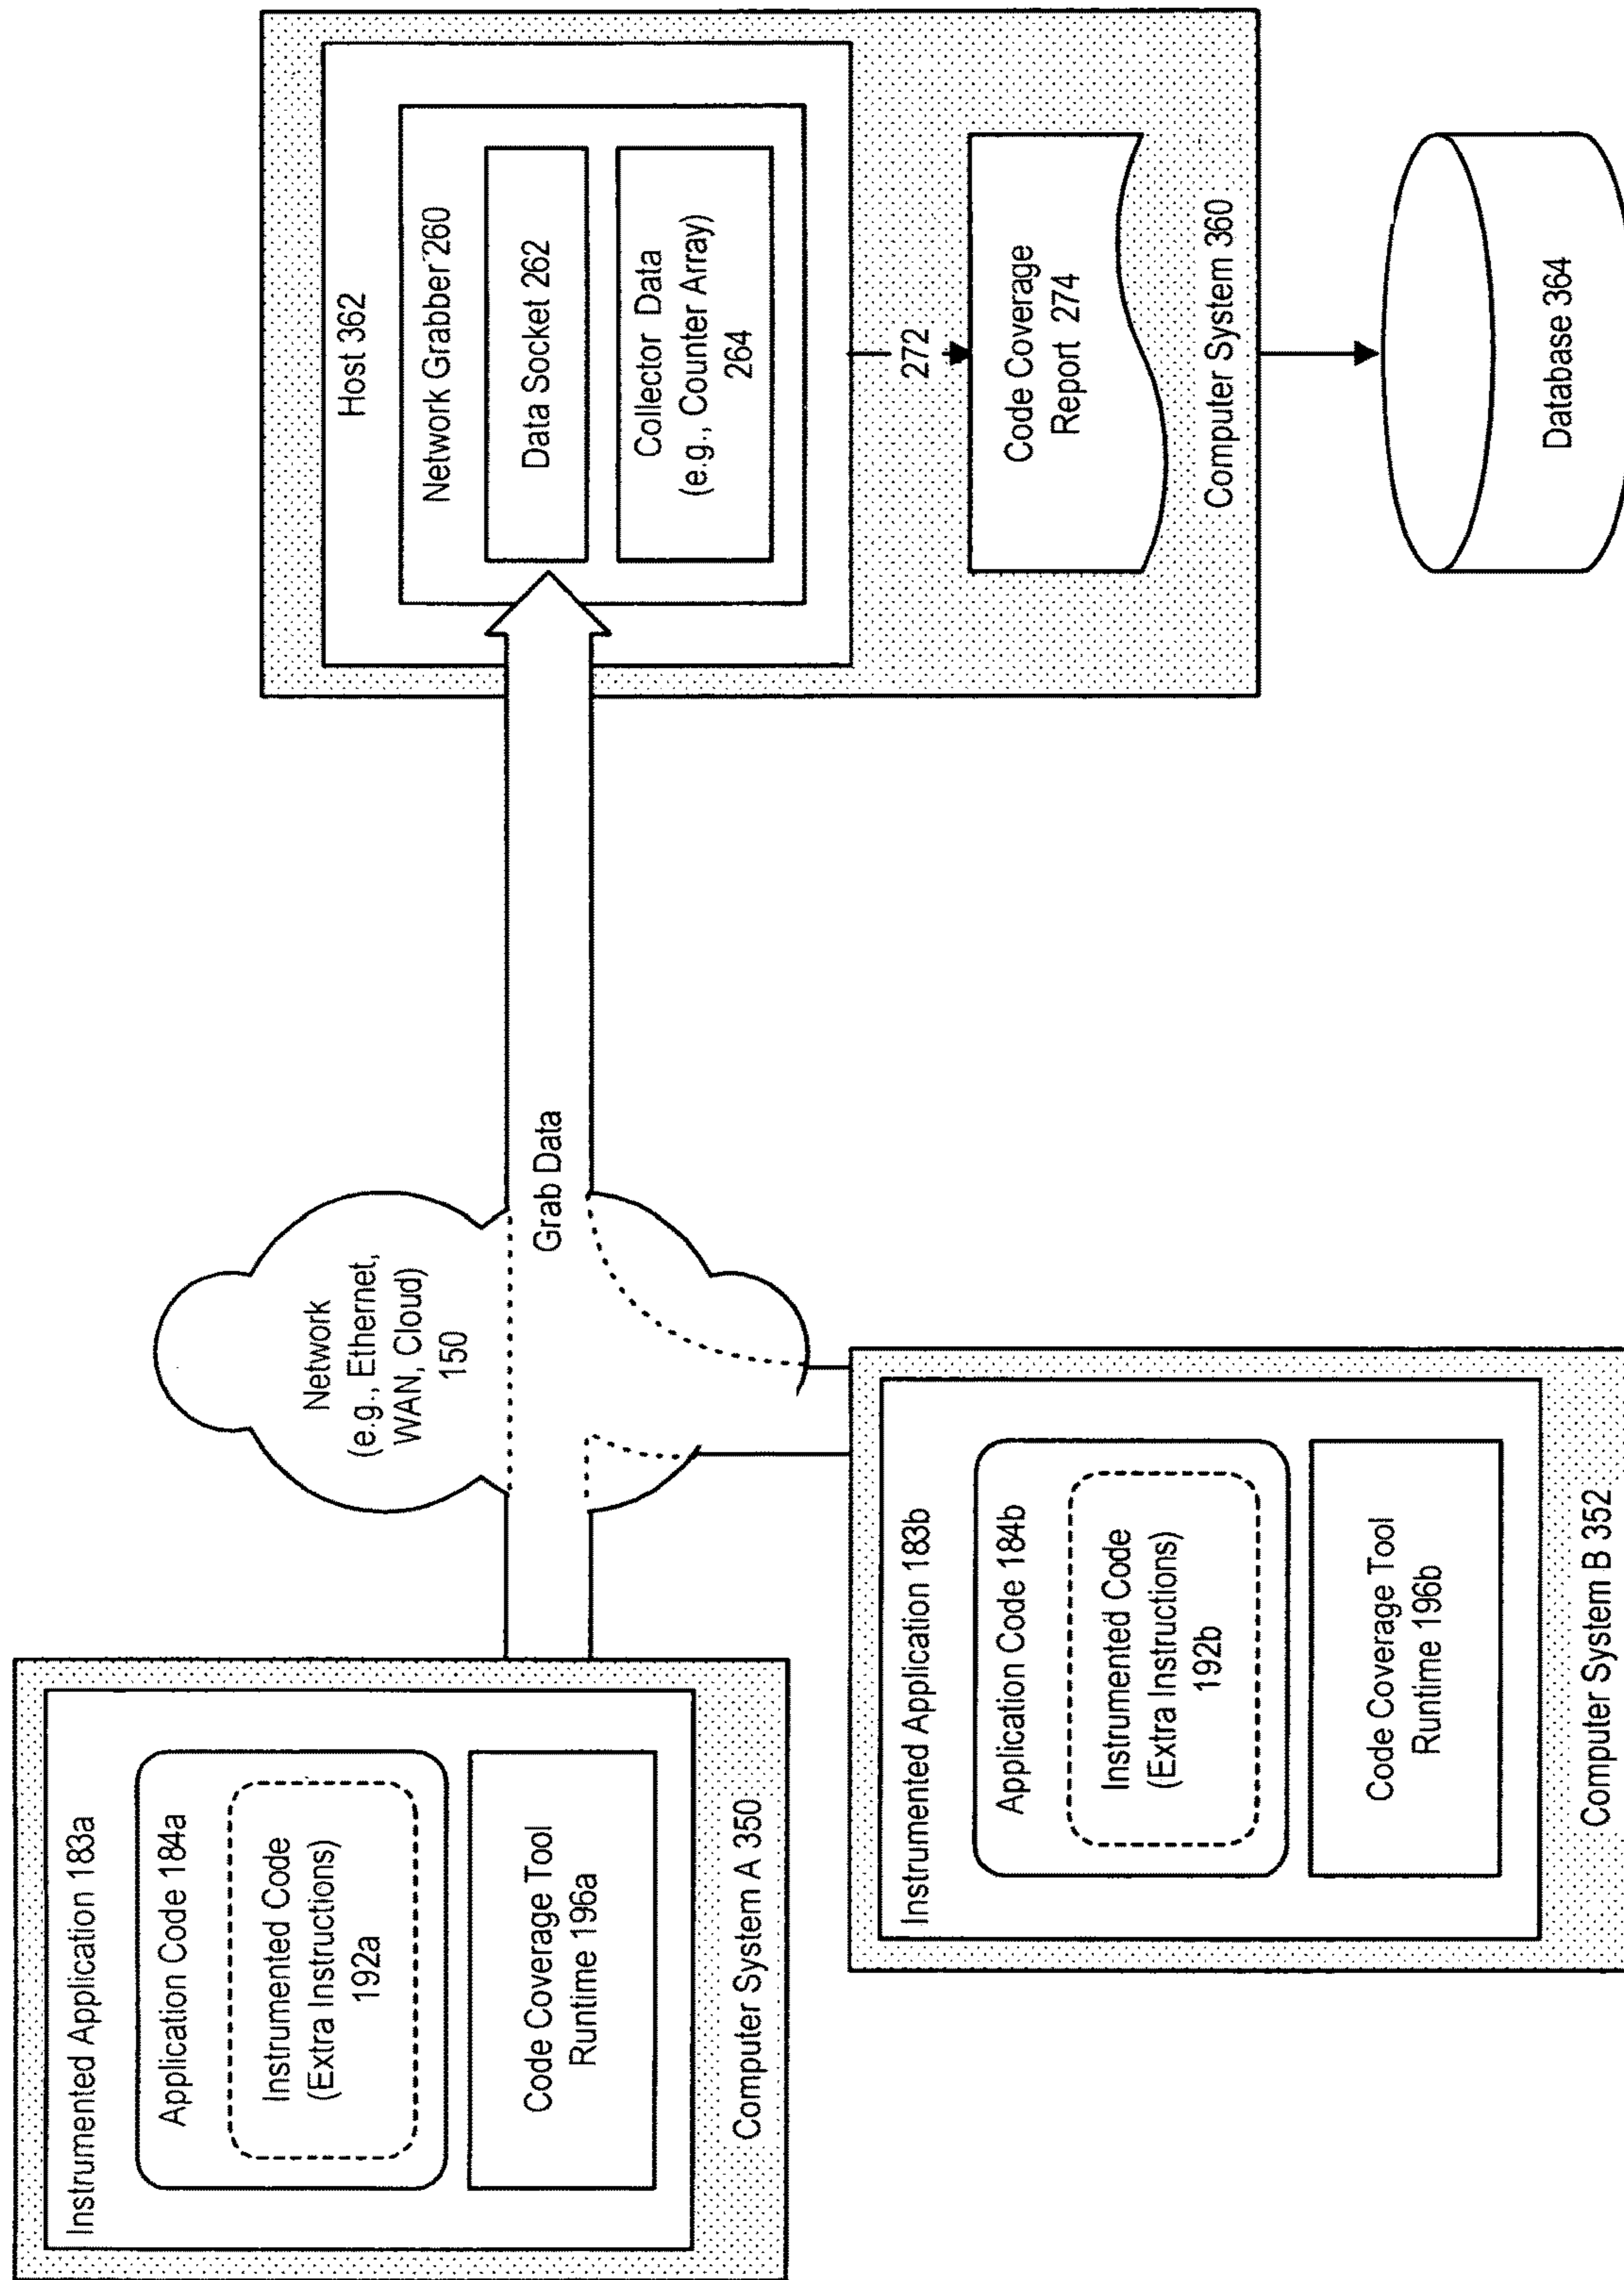 Instrumented Application 183a
Application Code 184a
Instrumented Code
(Extra Instructions)
192a
Code Coverage Tool
Runtime 196a
Computer System A 350
Instrumented Application 183b
Application Code 184b
Instrumented Code
(Extra Instructions)
192b
Code Coverage Tool
Runtime 196b
Computer System B 352
Network
(e.g., Ethernet,
WAN, Cloud)
150
Grab Data
Host 362
Network Grabber 260
Data Socket 262
Collector Data
(e.g., Counter Array)
264
272
Code Coverage
Report 274
Computer System 360
Database 364